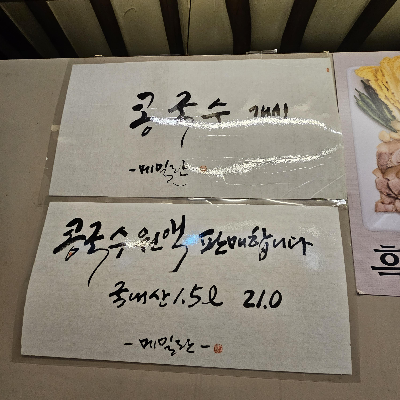 콩국수 개시
-메밀란-
콩국수 원액 판매합니다
국내산 1.5ℓ 21.0
-메밀란-
흑